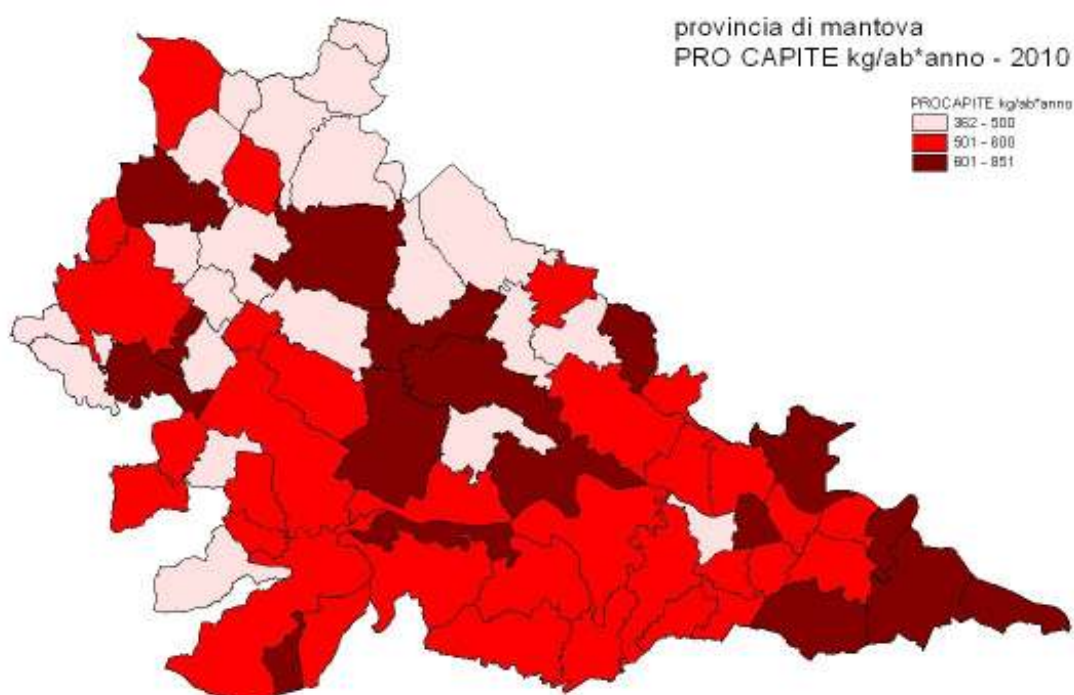 provincia di mantova
PRO CAPITE kg/ab*anno - 2010
PROCAPITE kg/ab*anno
362 - 500
501 - 600
601 - 851